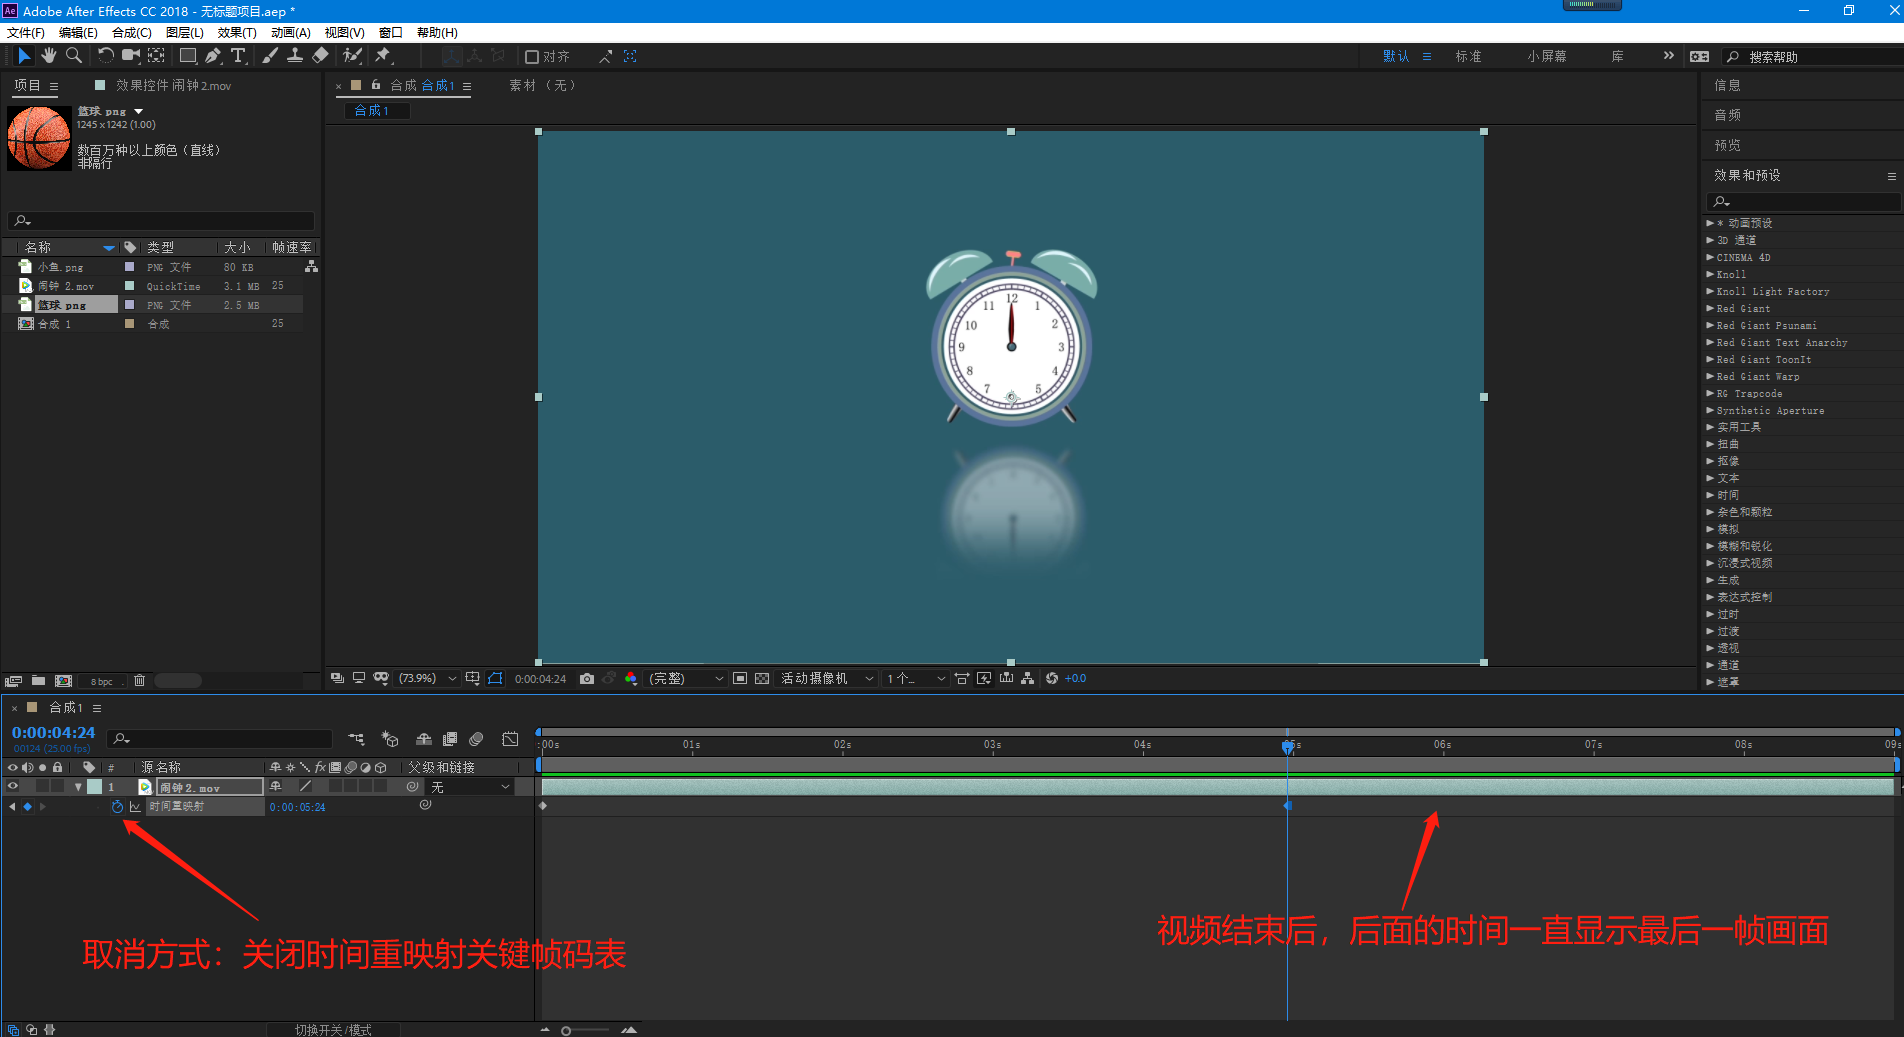 Ae Adobe After Effects CC 2018 - 无标题项目.aep *
文件(F) 编辑(E) 合成(C) 图层(L) 效果(T) 动画(A) 视图(V) 窗口 帮助(H)
对齐 默认 标准 小屏幕 库 搜索帮助
项目 效果控件 闹钟 2.mov
篮球.png
1245 x 1242 (1.00)
数百万种以上颜色（直线）
非隔行
名称 类型 大小 帧速率
小鱼.png PNG 文件 80 KB
闹钟 2.mov QuickTime 3.1 MB 25
篮球.png PNG 文件 2.5 MB
合成 1 合成 25
8 bpc
合成 合成1 素材（无）
合成1
12
1
2
3
4
5
7
8
9
10
11
(73.9%) 0:00:04:24 (完整) 活动摄像机 1个... +0.0
信息
音频
预览
效果和预设
* 动画预设
3D 通道
CINEMA 4D
Knoll
Knoll Light Factory
Red Giant
Red Giant Psunami
Red Giant Text Anarchy
Red Giant ToonIt
Red Giant Warp
RG Trapcode
Synthetic Aperture
实用工具
扭曲
抠像
文本
时间
杂色和颗粒
模拟
模糊和锐化
沉浸式视频
生成
表达式控制
过时
过渡
透视
通道
遮罩
合成1
0:00:04:24
00124 (25.00 fps)
:00s 01s 02s 03s 04s 05s 06s 07s 08s 09s
# 源名称 fx 父级和链接
1 闹钟2.mov 无
时间重映射 0:00:05:24
取消方式：关闭时间重映射关键帧码表
视频结束后，后面的时间一直显示最后一帧画面
切换开关/模式